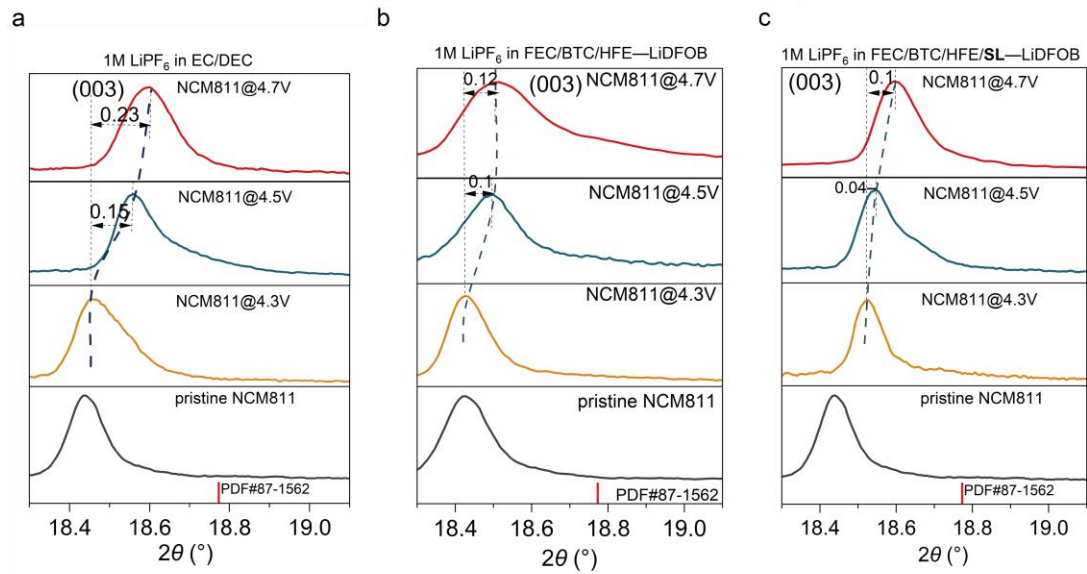 a
1M LiPF6 in EC/DEC
(003)
NCM811@4.7V
0.23
NCM811@4.5V
0.15
NCM811@4.3V
pristine NCM811
PDF#87-1562
18.4 18.6 18.8 19.0
2θ (°)
b
1M LiPF6 in FEC/BTC/HFE—LiDFOB
NCM811@4.7V
0.12
(003)
NCM811@4.5V
0.1
NCM811@4.3V
pristine NCM811
PDF#87-1562
18.4 18.6 18.8 19.0
2θ (°)
c
1M LiPF6 in FEC/BTC/HFE/SL—LiDFOB
(003)
NCM811@4.7V
0.1
NCM811@4.5V
0.04
NCM811@4.3V
pristine NCM811
PDF#87-1562
18.4 18.6 18.8 19.0
2θ (°)